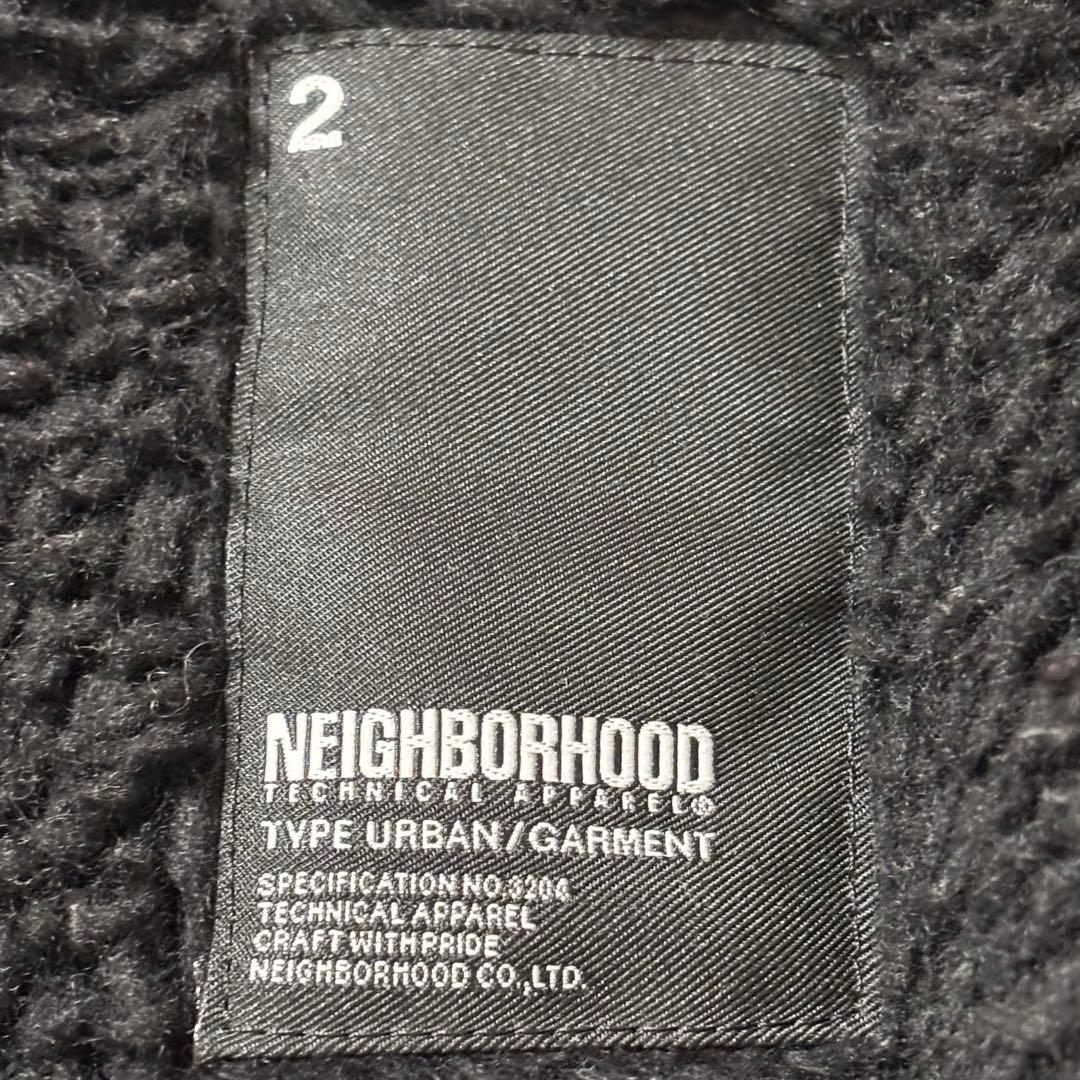 2
NEIGHBORHOOD
TECHNICAL APPAREL®
TYPE URBAN/GARMENT
SPECIFICATION NO.3204
TECHNICAL APPAREL
CRAFT WITH PRIDE
NEIGHBORHOOD CO.,LTD.